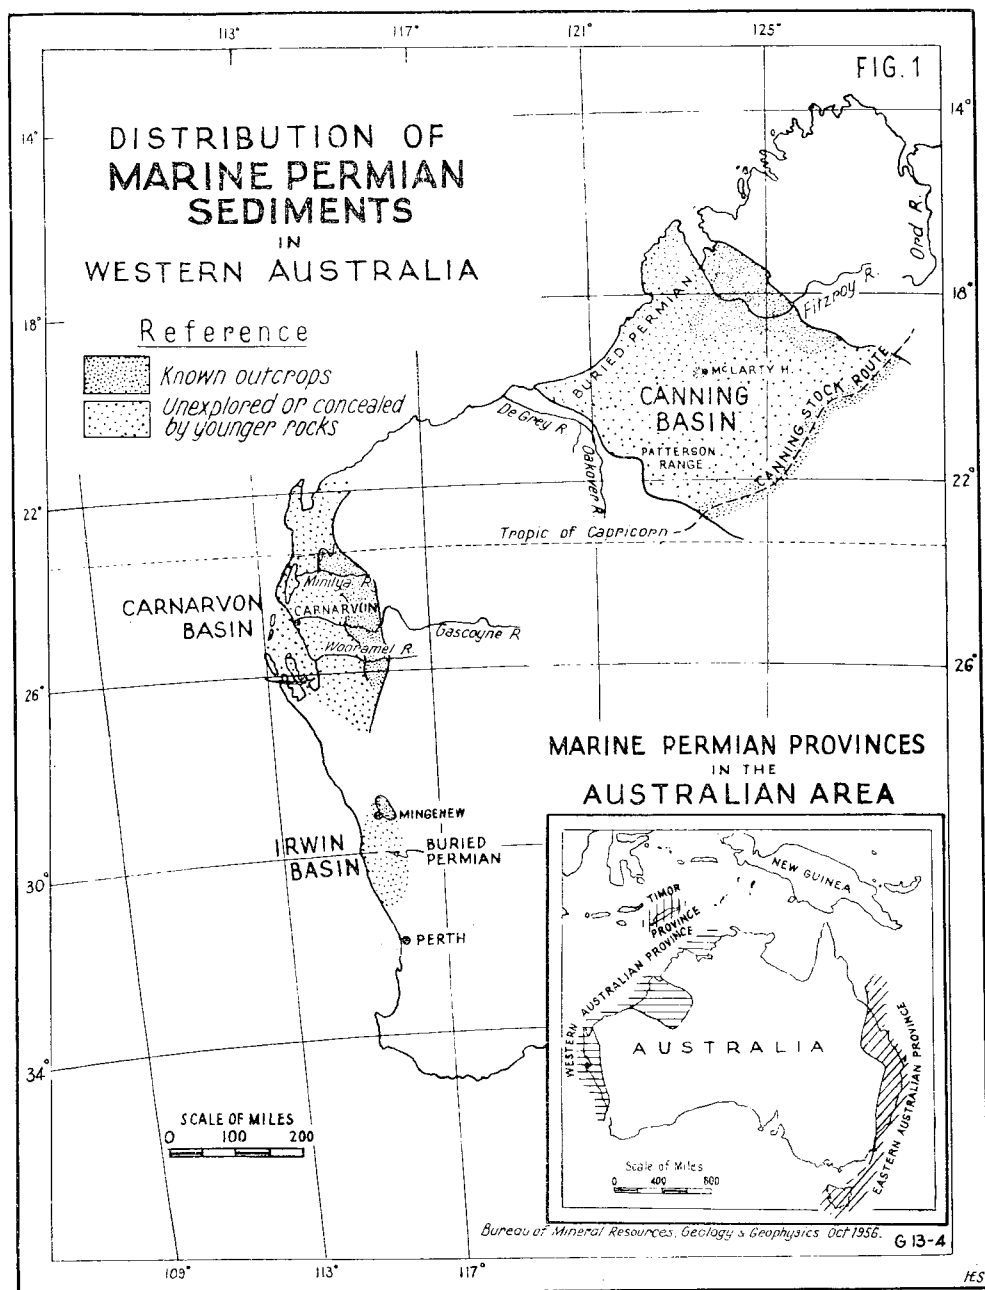 113°
117°
121°
125°
FIG. 1
14°
14°
DISTRIBUTION OF
MARINE PERMIAN
SEDIMENTS
IN
WESTERN AUSTRALIA
Ord R.
Fitzroy R.
18°
18°
Reference
Known outcrops
Unexplored or concealed
by younger rocks
BURIED PERMIAN
McLARTY H.
CANNING
BASIN
CANNING STOCK ROUTE
De Grey R.
Oakover R.
PATTERSON
RANGE
22°
22°
Tropic of Capricorn
Minilya R.
CARNARVON
BASIN
CARNARVON
Gascoyne R
Wooramel R.
26°
26°
MINGENEW
IRWIN
BASIN
BURIED
PERMIAN
30°
PERTH
34°
SCALE OF MILES
0 100 200
MARINE PERMIAN PROVINCES
IN THE
AUSTRALIAN AREA
NEW GUINEA
TIMOR
PROVINCE
WESTERN AUSTRALIAN PROVINCE
AUSTRALIA
EASTERN AUSTRALIAN PROVINCE
Scale of Miles
0 400 800
Bureau of Mineral Resources, Geology & Geophysics Oct 1956.
G 13-4
109°
113°
117°